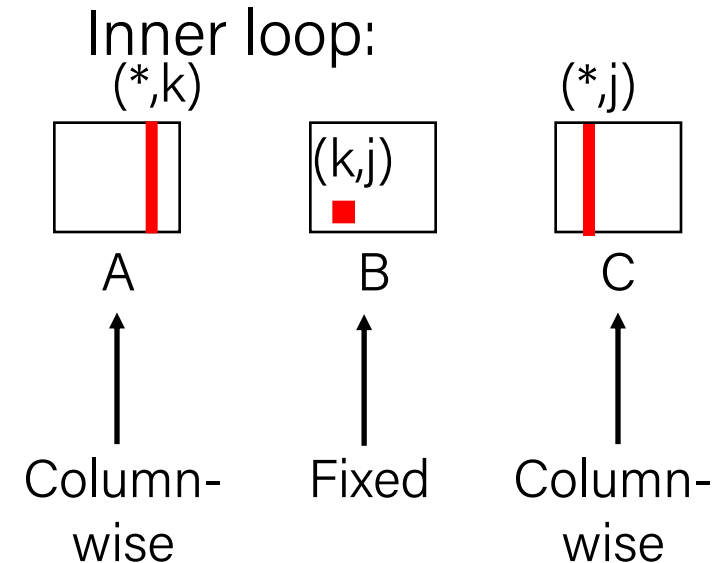 Inner loop:
(*,k)
(*,j)
(k,j)
A
B
C
Column-
wise
Fixed
Column-
wise